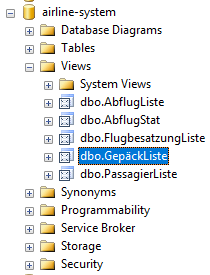 airline-system
Database Diagrams
Tables
Views
System Views
dbo.AbflugListe
dbo.AbflugStat
dbo.FlugbesatzungListe
dbo.GepäckListe
dbo.PassagierListe
Synonyms
Programmability
Service Broker
Storage
Security